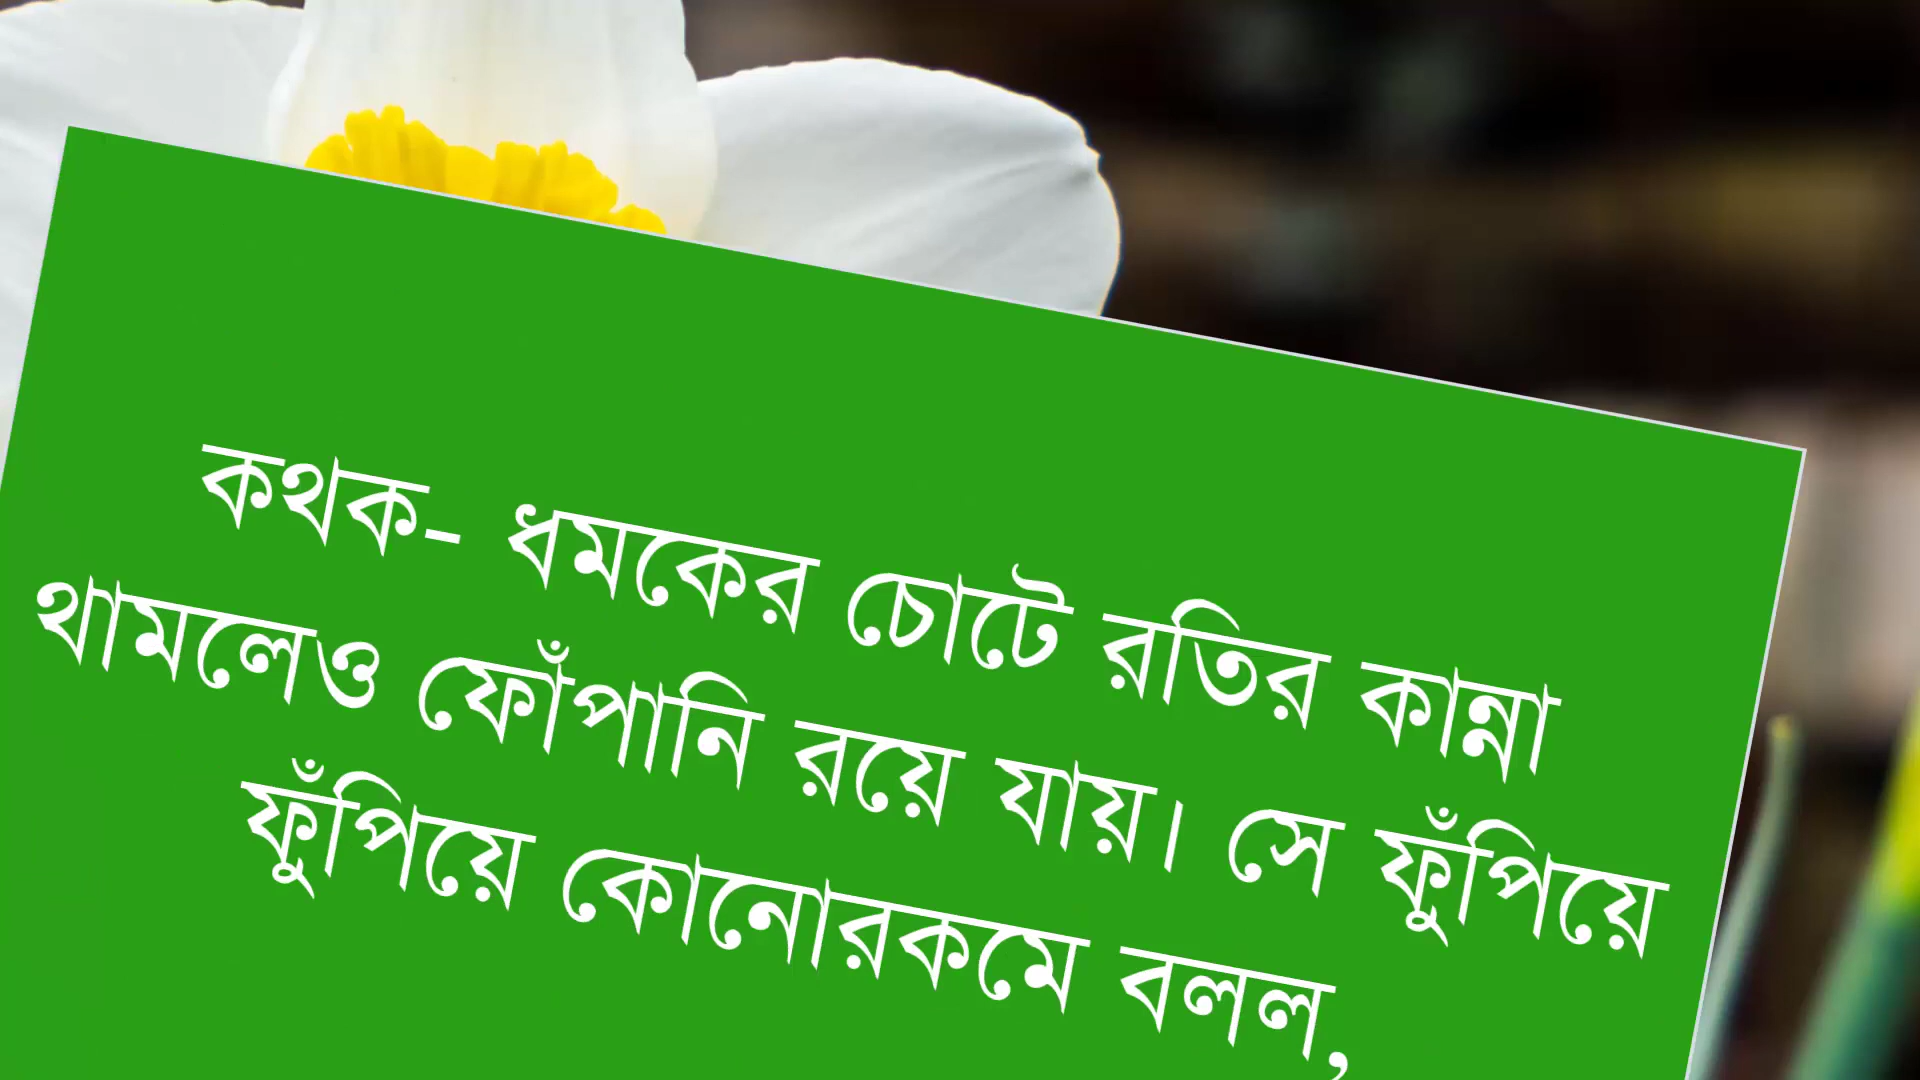 কথক- ধমকের চোটে রতির কান্না
থামলেও ফোঁপানি রয়ে যায়। সে ফুঁপিয়ে
ফুঁপিয়ে কোনোরকমে বলল,